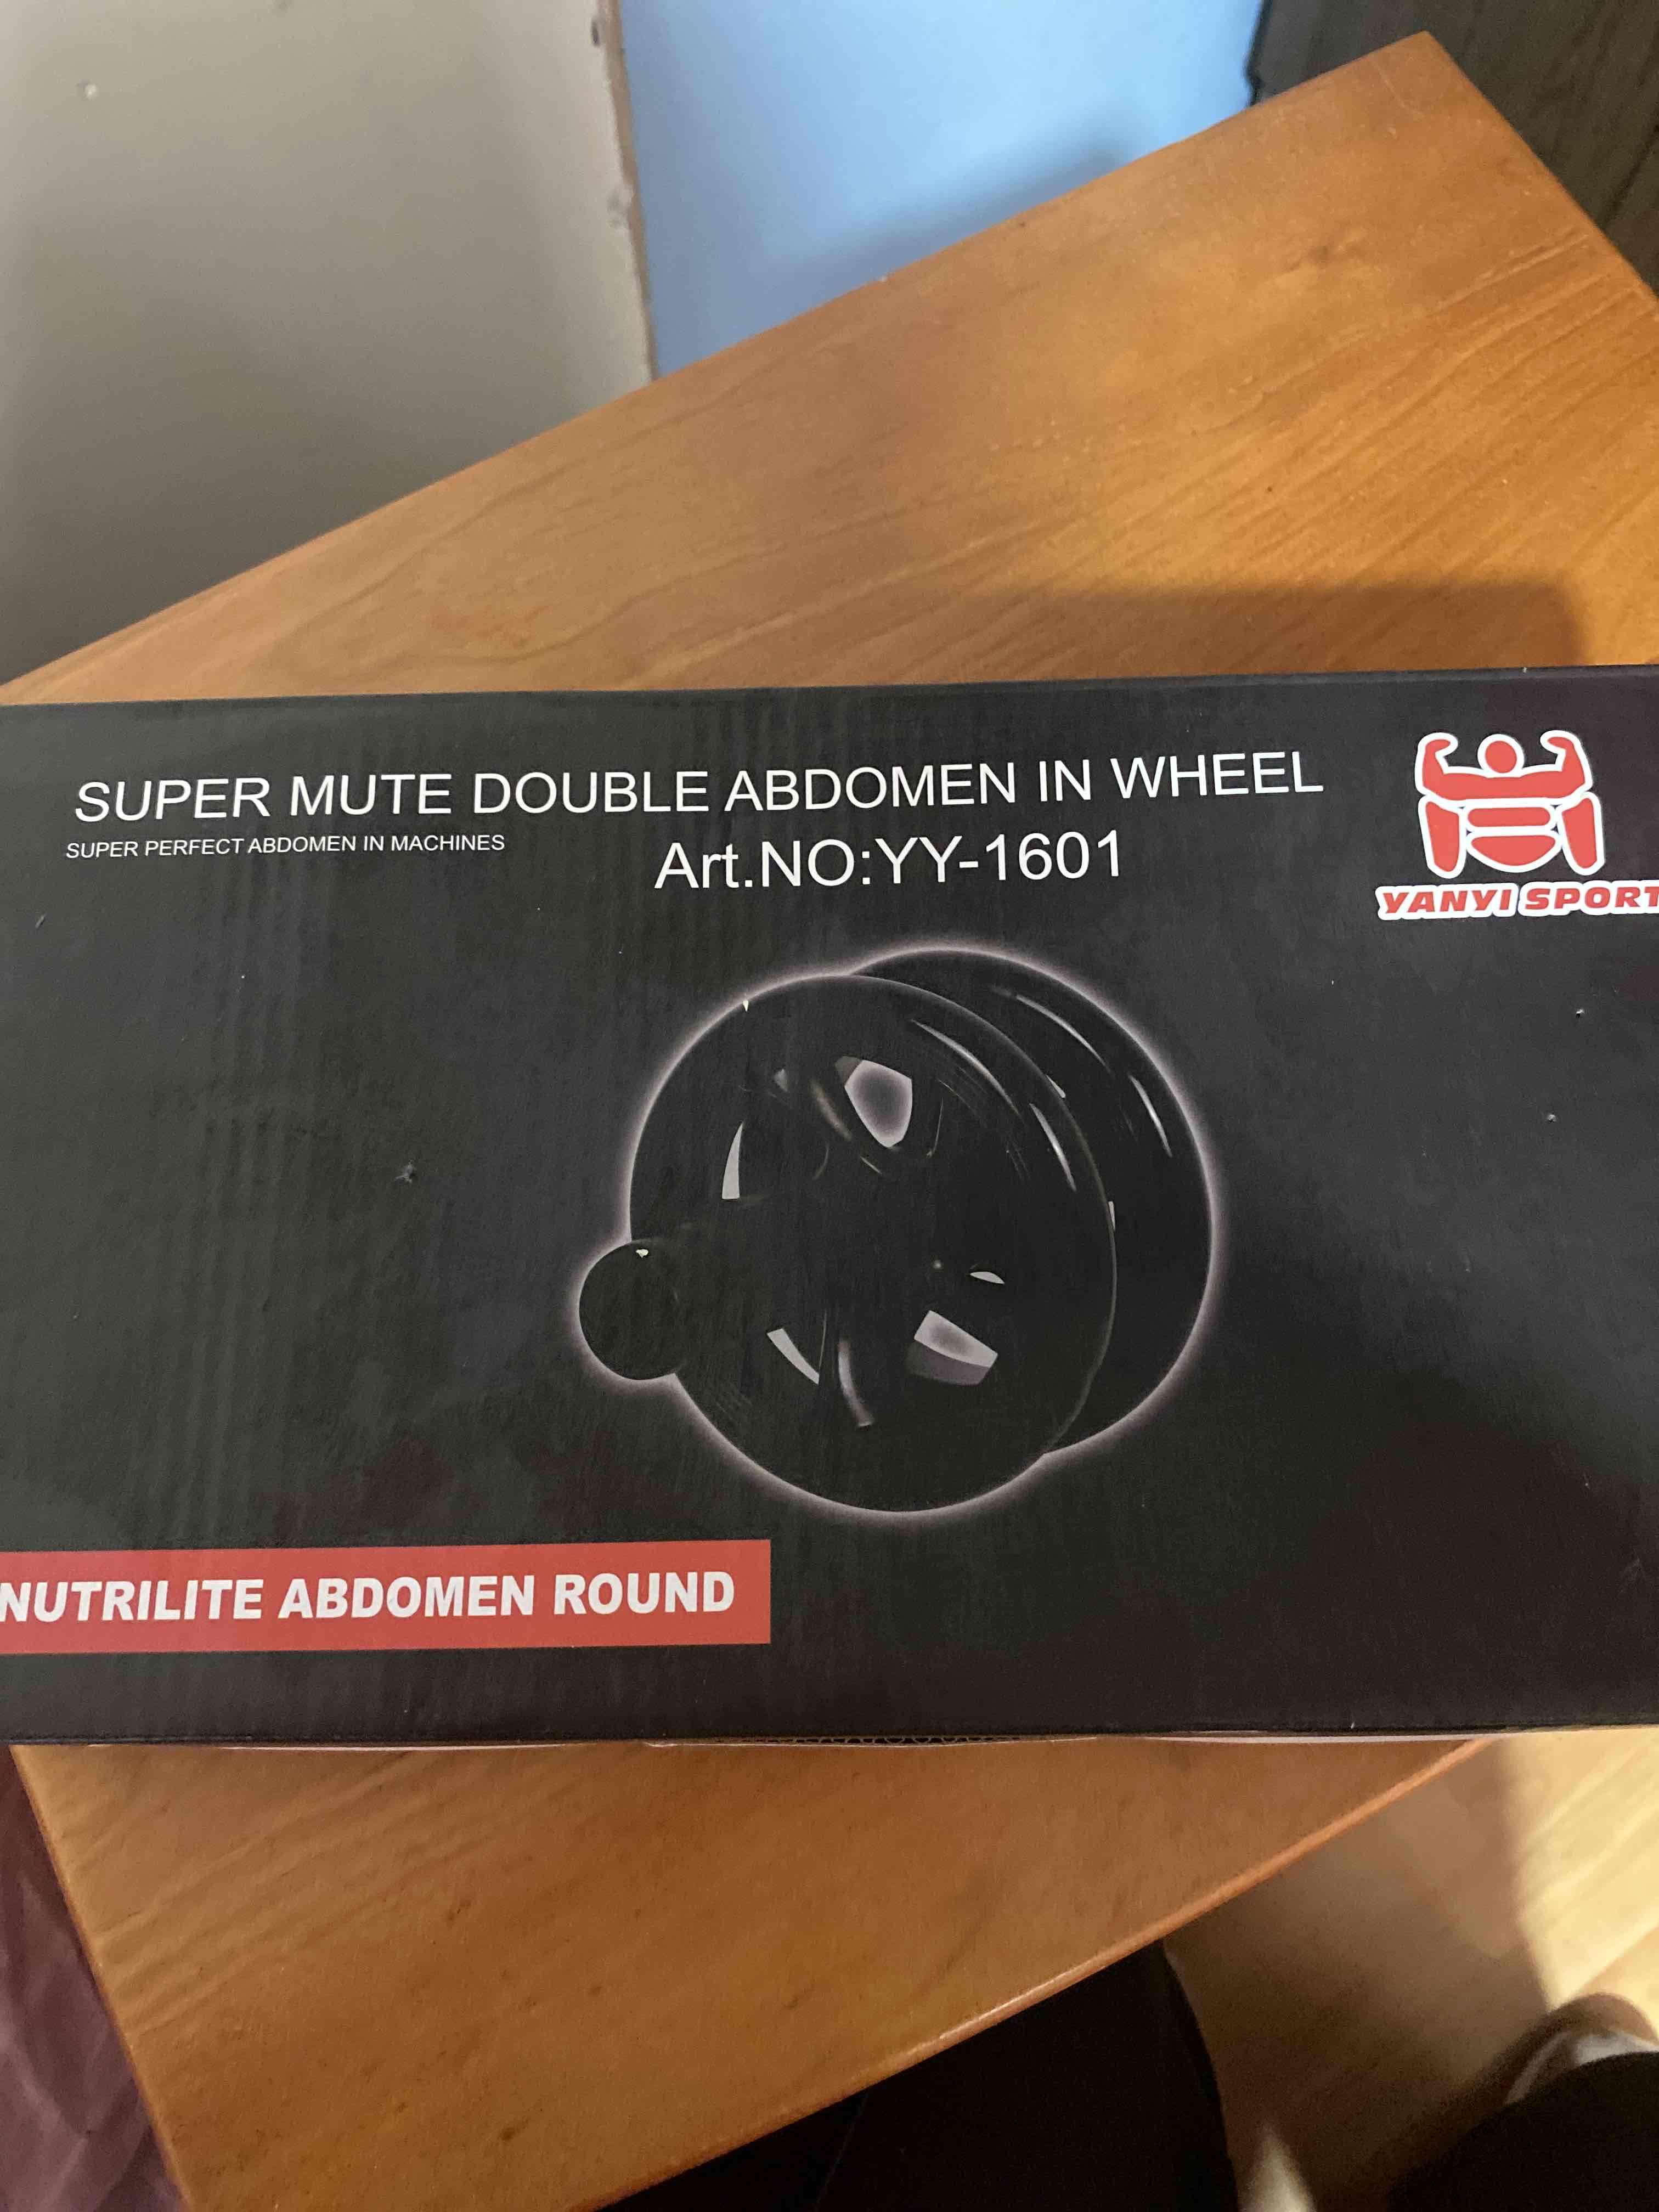 SUPER MUTE DOUBLE ABDOMEN IN WHEEL
SUPER PERFECT ABDOMEN IN MACHINES
Art.NO:YY-1601
YANYI SPORT
NUTRILITE ABDOMEN ROUND